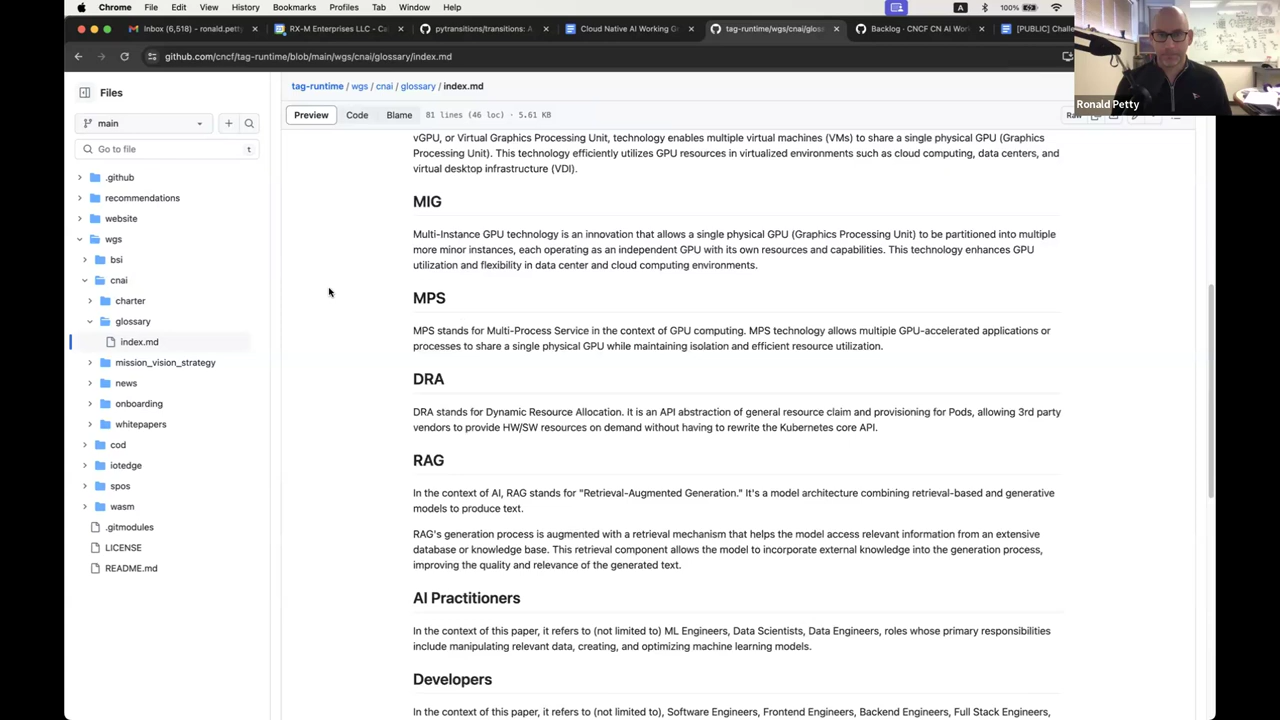 Chrome File Edit View History Bookmarks Profiles Tab Window Help A 100%
Inbox (6,518) - ronald.petty RX-M Enterprises LLC - Cal pytransitions/transitions: A Cloud Native AI Working G tag-runtime/wgs/cnai/gloss Backlog · CNCF CN AI Work [PUBLIC] Challe
github.com/cncf/tag-runtime/blob/main/wgs/cnai/glossary/index.md
Ronald Petty
Files
tag-runtime / wgs / cnai / glossary / index.md
main
Preview Code Blame 81 lines (46 loc) · 5.61 KB Raw
Go to file t
.github
recommendations
website
wgs
bsi
cnai
charter
glossary
index.md
mission_vision_strategy
news
onboarding
whitepapers
cod
iotedge
spos
wasm
.gitmodules
LICENSE
README.md
vGPU, or Virtual Graphics Processing Unit, technology enables multiple virtual machines (VMs) to share a single physical GPU (Graphics
Processing Unit). This technology efficiently utilizes GPU resources in virtualized environments such as cloud computing, data centers, and
virtual desktop infrastructure (VDI).
MIG
Multi-Instance GPU technology is an innovation that allows a single physical GPU (Graphics Processing Unit) to be partitioned into multiple
more minor instances, each operating as an independent GPU with its own resources and capabilities. This technology enhances GPU
utilization and flexibility in data center and cloud computing environments.
MPS
MPS stands for Multi-Process Service in the context of GPU computing. MPS technology allows multiple GPU-accelerated applications or
processes to share a single physical GPU while maintaining isolation and efficient resource utilization.
DRA
DRA stands for Dynamic Resource Allocation. It is an API abstraction of general resource claim and provisioning for Pods, allowing 3rd party
vendors to provide HW/SW resources on demand without having to rewrite the Kubernetes core API.
RAG
In the context of AI, RAG stands for "Retrieval-Augmented Generation." It's a model architecture combining retrieval-based and generative
models to produce text.
RAG's generation process is augmented with a retrieval mechanism that helps the model access relevant information from an extensive
database or knowledge base. This retrieval component allows the model to incorporate external knowledge into the generation process,
improving the quality and relevance of the generated text.
AI Practitioners
In the context of this paper, it refers to (not limited to) ML Engineers, Data Scientists, Data Engineers, roles whose primary responsibilities
include manipulating relevant data, creating, and optimizing machine learning models.
Developers
In the context of this paper, it refers to (not limited to), Software Engineers, Frontend Engineers, Backend Engineers, Full Stack Engineers,